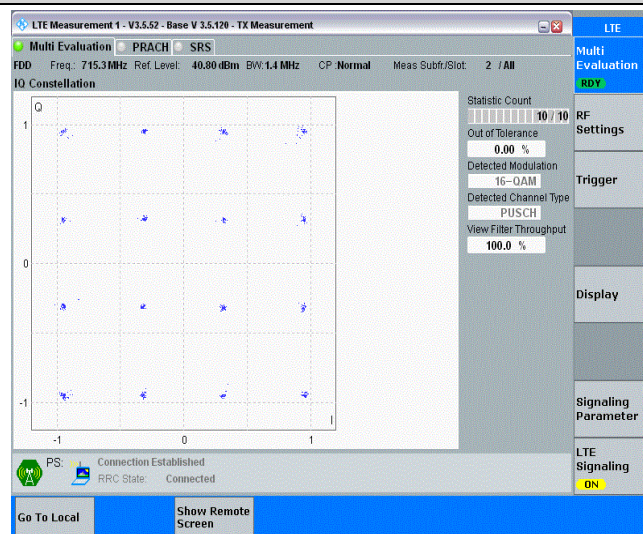 LTE Measurement 1 - V3.5.52 - Base V 3.5.120 - TX Measurement
LTE
Multi Evaluation PRACH SRS
Multi
Evaluation
RDY
FDD Freq.: 715.3 MHz Ref. Level: 40.80 dBm BW:1.4 MHz CP :Normal Meas Subfr./Slot: 2 / All
IQ Constellation
Q
1
0
-1
I
-1 0 1
Statistic Count
10 / 10
Out of Tolerance
0.00 %
Detected Modulation
16-QAM
Detected Channel Type
PUSCH
View Filter Throughput
100.0 %
RF
Settings
Trigger
Display
Signaling
Parameter
LTE
Signaling
ON
PS: Connection Established
RRC State: Connected
Go To Local
Show Remote
Screen